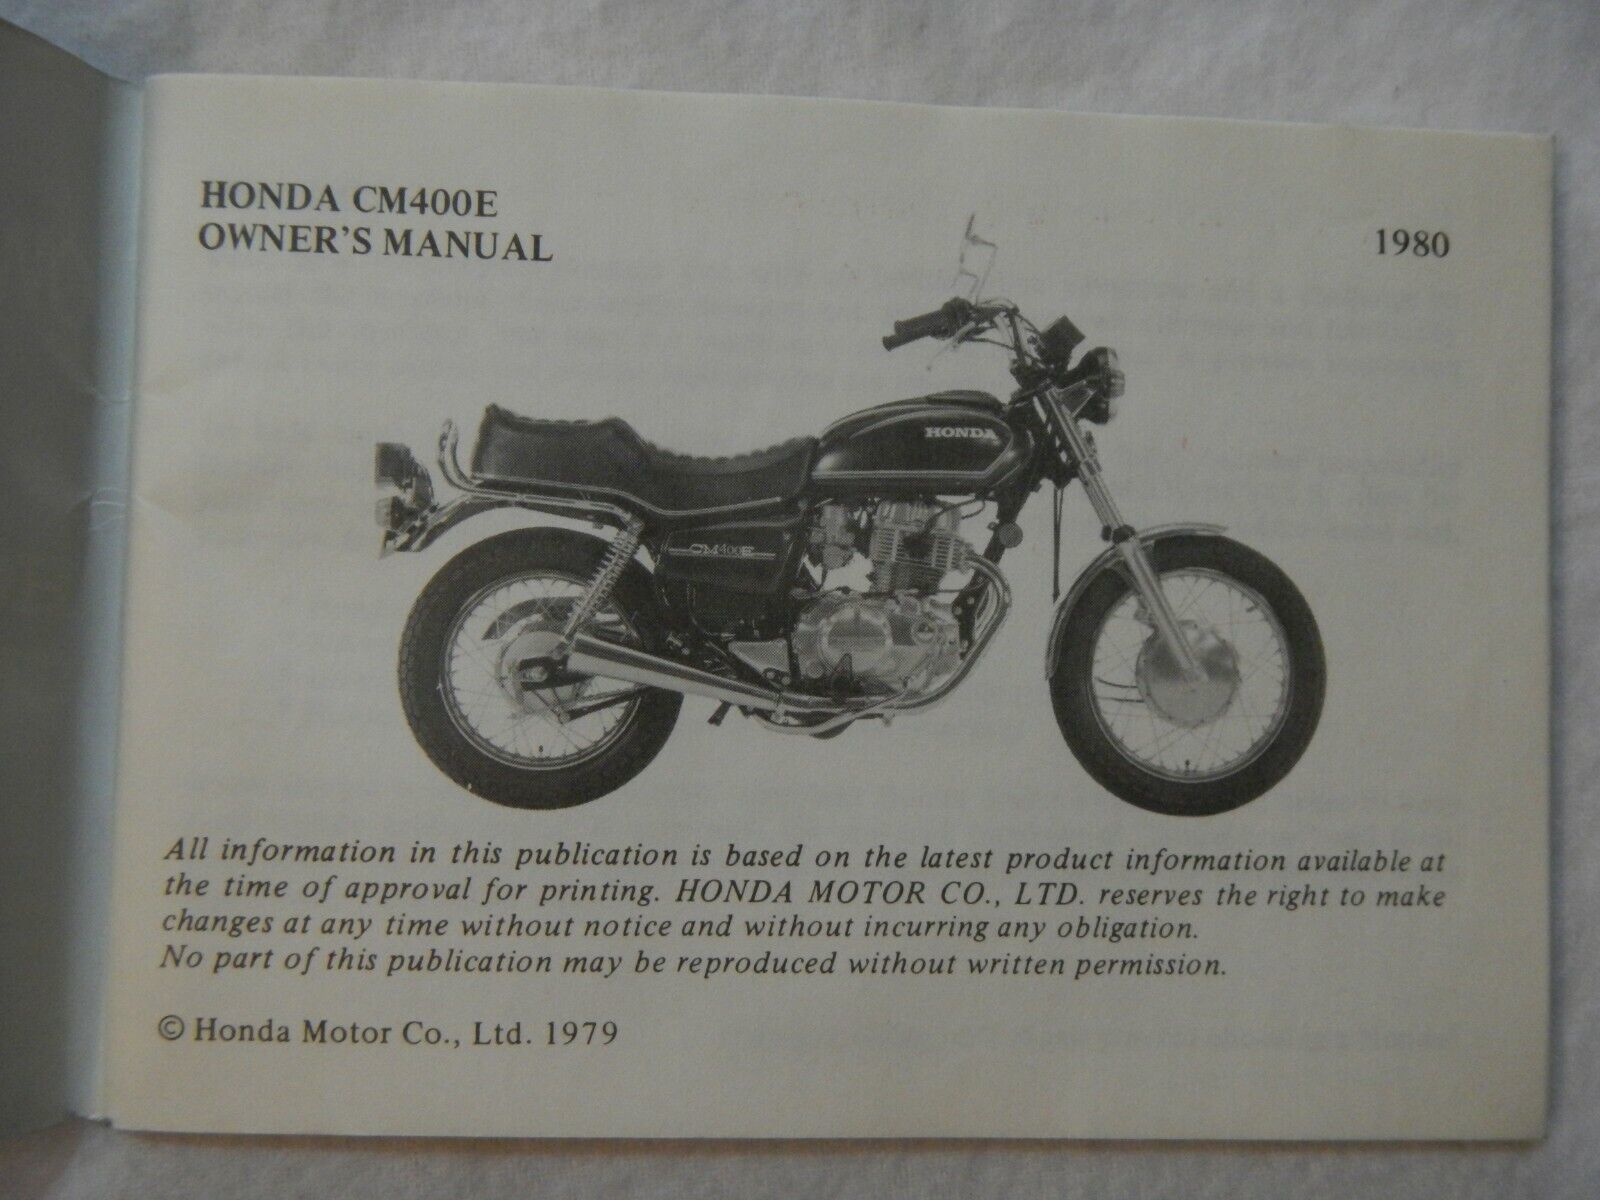 HONDA CM400E
OWNER'S MANUAL
1980
HONDA
CM400E
All information in this publication is based on the latest product information available at
the time of approval for printing. HONDA MOTOR CO., LTD. reserves the right to make
changes at any time without notice and without incurring any obligation.
No part of this publication may be reproduced without written permission.
© Honda Motor Co., Ltd. 1979